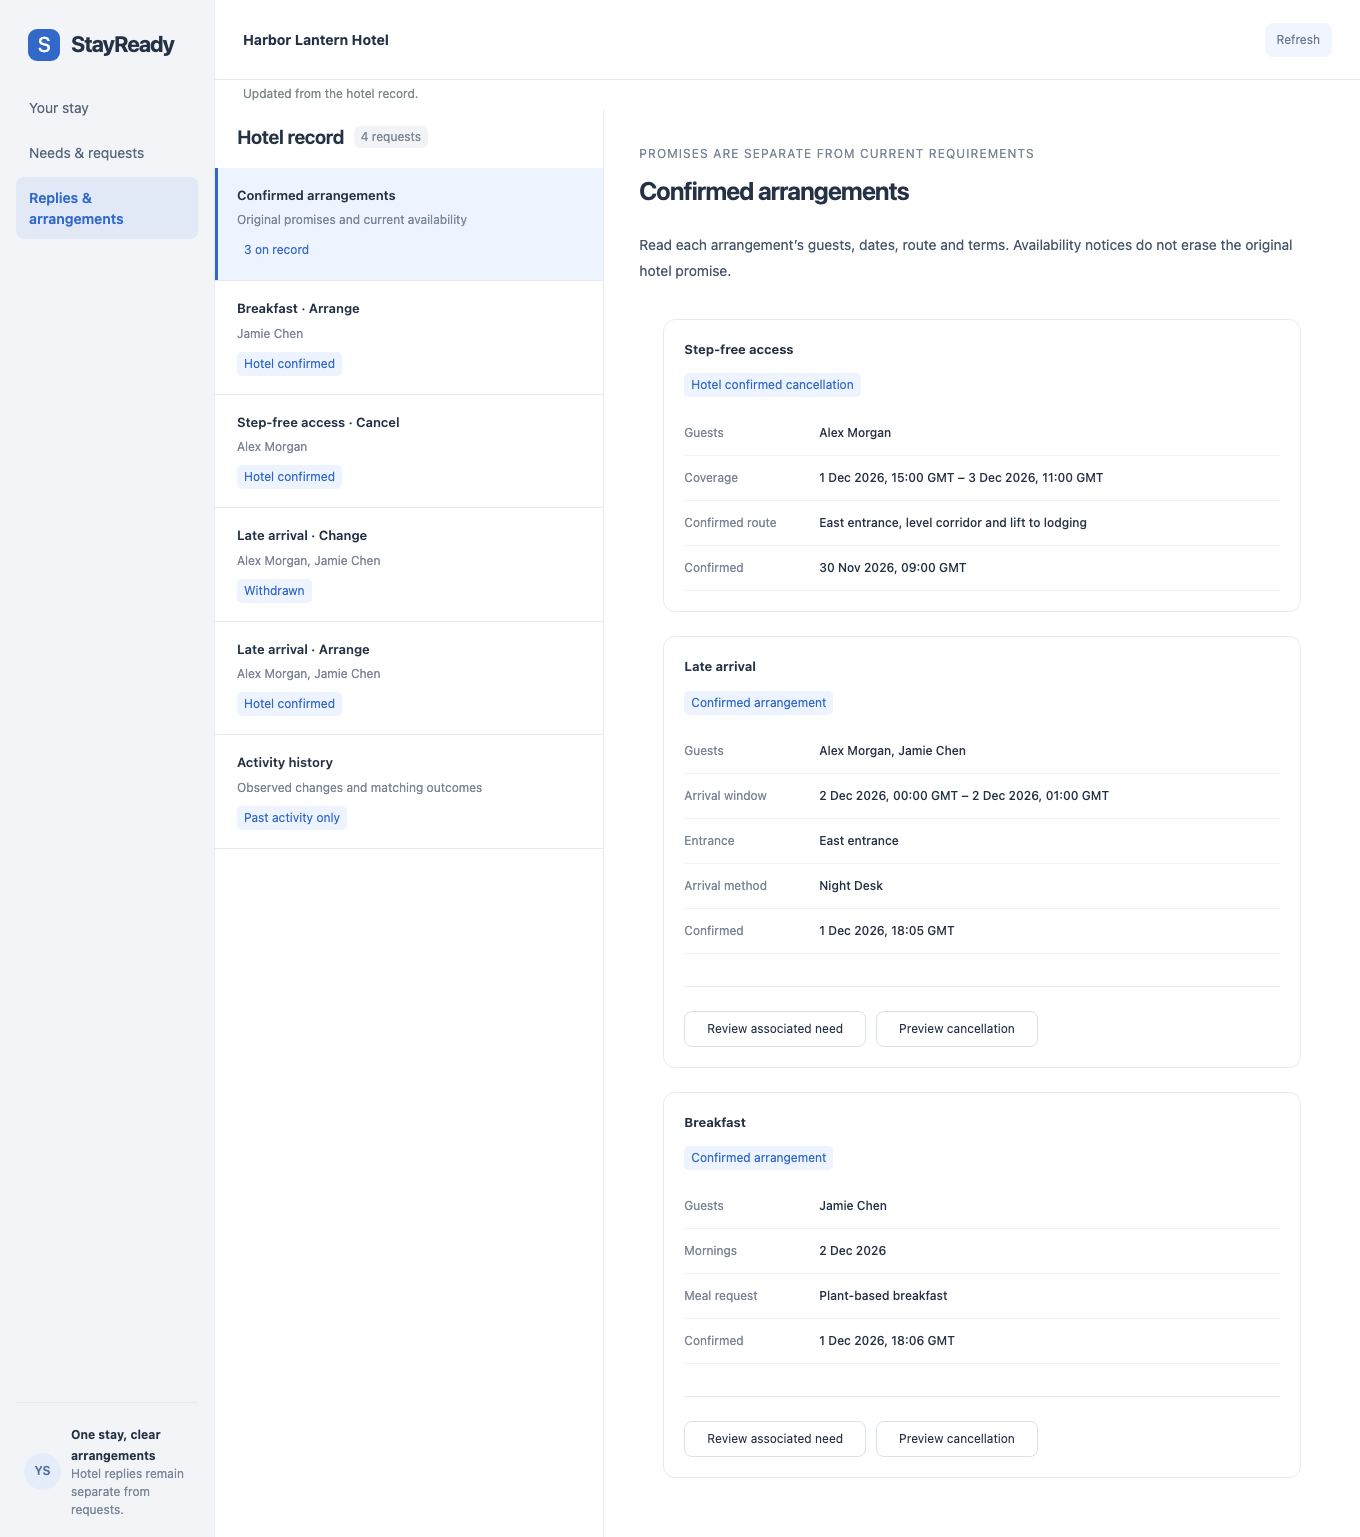 S StayReady
Your stay
Needs & requests
Replies &
arrangements
YS
One stay, clear
arrangements
Hotel replies remain
separate from
requests.
Harbor Lantern Hotel
Refresh
Updated from the hotel record.
Hotel record 4 requests
Confirmed arrangements
Original promises and current availability
3 on record
Breakfast · Arrange
Jamie Chen
Hotel confirmed
Step-free access · Cancel
Alex Morgan
Hotel confirmed
Late arrival · Change
Alex Morgan, Jamie Chen
Withdrawn
Late arrival · Arrange
Alex Morgan, Jamie Chen
Hotel confirmed
Activity history
Observed changes and matching outcomes
Past activity only
PROMISES ARE SEPARATE FROM CURRENT REQUIREMENTS
Confirmed arrangements
Read each arrangement’s guests, dates, route and terms. Availability notices do not erase the original
hotel promise.
Step-free access
Hotel confirmed cancellation
Guests Alex Morgan
Coverage 1 Dec 2026, 15:00 GMT – 3 Dec 2026, 11:00 GMT
Confirmed route East entrance, level corridor and lift to lodging
Confirmed 30 Nov 2026, 09:00 GMT
Late arrival
Confirmed arrangement
Guests Alex Morgan, Jamie Chen
Arrival window 2 Dec 2026, 00:00 GMT – 2 Dec 2026, 01:00 GMT
Entrance East entrance
Arrival method Night Desk
Confirmed 1 Dec 2026, 18:05 GMT
Review associated need Preview cancellation
Breakfast
Confirmed arrangement
Guests Jamie Chen
Mornings 2 Dec 2026
Meal request Plant-based breakfast
Confirmed 1 Dec 2026, 18:06 GMT
Review associated need Preview cancellation